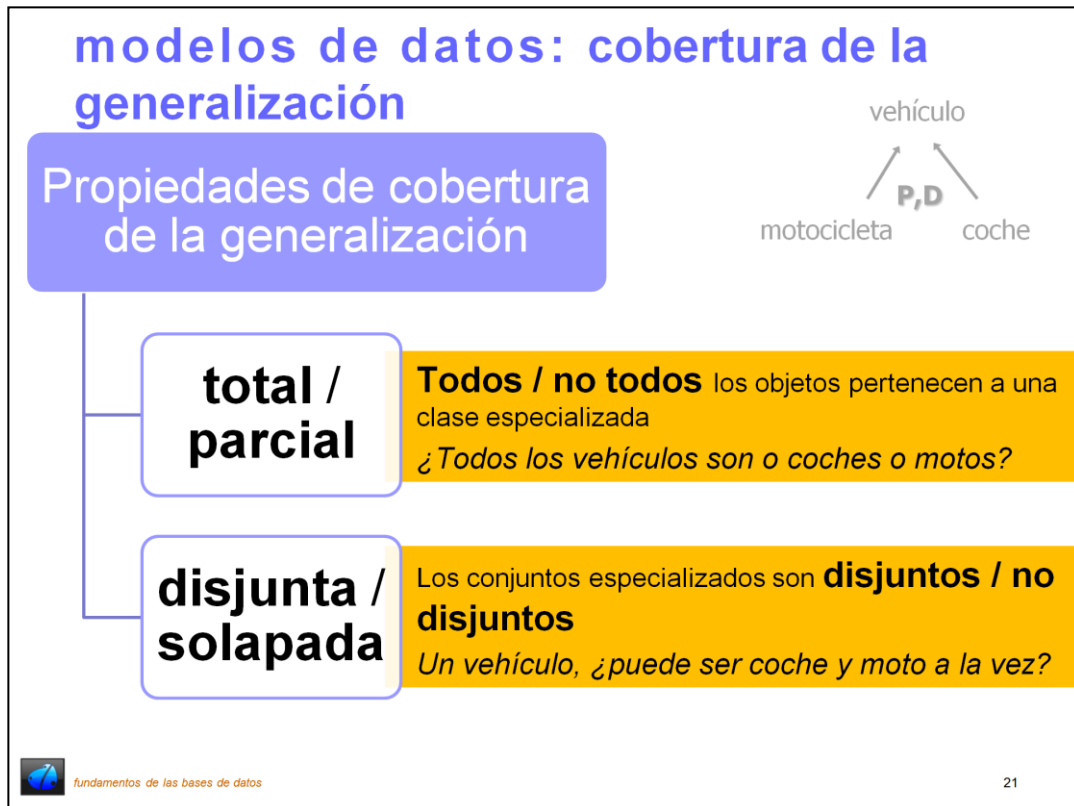 modelos de datos: cobertura de la
generalización
vehículo
P,D
motocicleta coche
Propiedades de cobertura
de la generalización
total /
parcial
Todos / no todos los objetos pertenecen a una
clase especializada
¿Todos los vehículos son o coches o motos?
disjunta /
solapada
Los conjuntos especializados son disjuntos / no
disjuntos
Un vehículo, ¿puede ser coche y moto a la vez?
fundamentos de las bases de datos
21